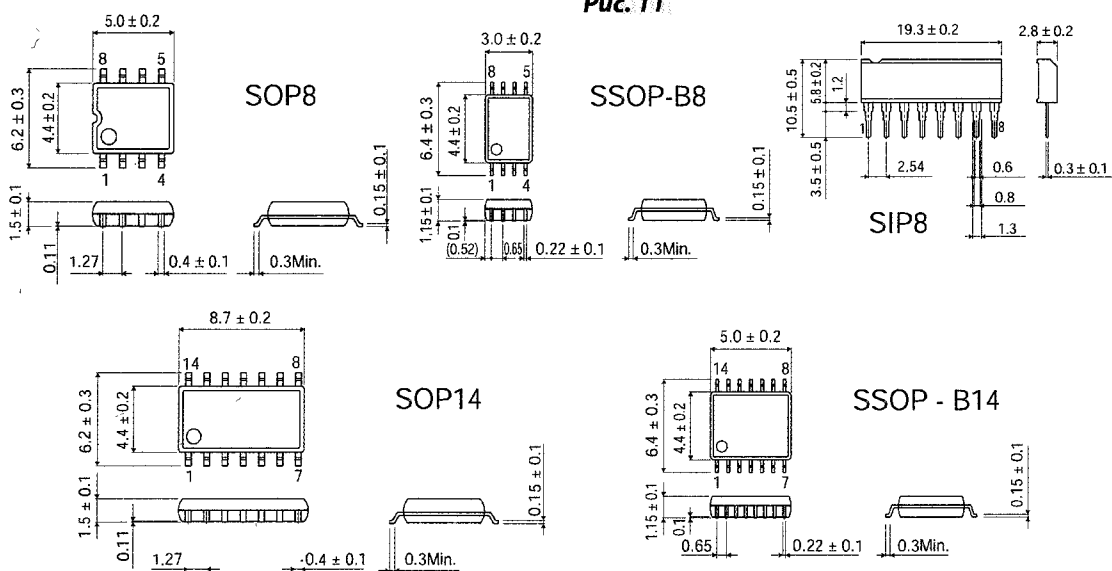 Рис. 11
5.0 ± 0.2
8 5
6.2 ± 0.3
4.4 ± 0.2
1 4
SOP8
1.5 ± 0.1
0.11
1.27
0.4 ± 0.1
0.3Min.
0.15 ± 0.1
3.0 ± 0.2
8 5
6.4 ± 0.3
4.4 ± 0.2
1 4
SSOP-B8
1.15 ± 0.1
0.1
(0.52)
0.65
0.22 ± 0.1
0.3Min.
0.15 ± 0.1
19.3 ± 0.2
2.8 ± 0.2
10.5 ± 0.5
5.8 ± 0.2
1.2
3.5 ± 0.5
1 8
2.54
0.6
0.3 ± 0.1
0.8
1.3
SIP8
8.7 ± 0.2
14 8
6.2 ± 0.3
4.4 ± 0.2
1 7
SOP14
1.5 ± 0.1
0.11
1.27
0.4 ± 0.1
0.3Min.
0.15 ± 0.1
5.0 ± 0.2
14 8
6.4 ± 0.3
4.4 ± 0.2
1 7
SSOP - B14
1.15 ± 0.1
0.1
0.65
0.22 ± 0.1
0.3Min.
0.15 ± 0.1